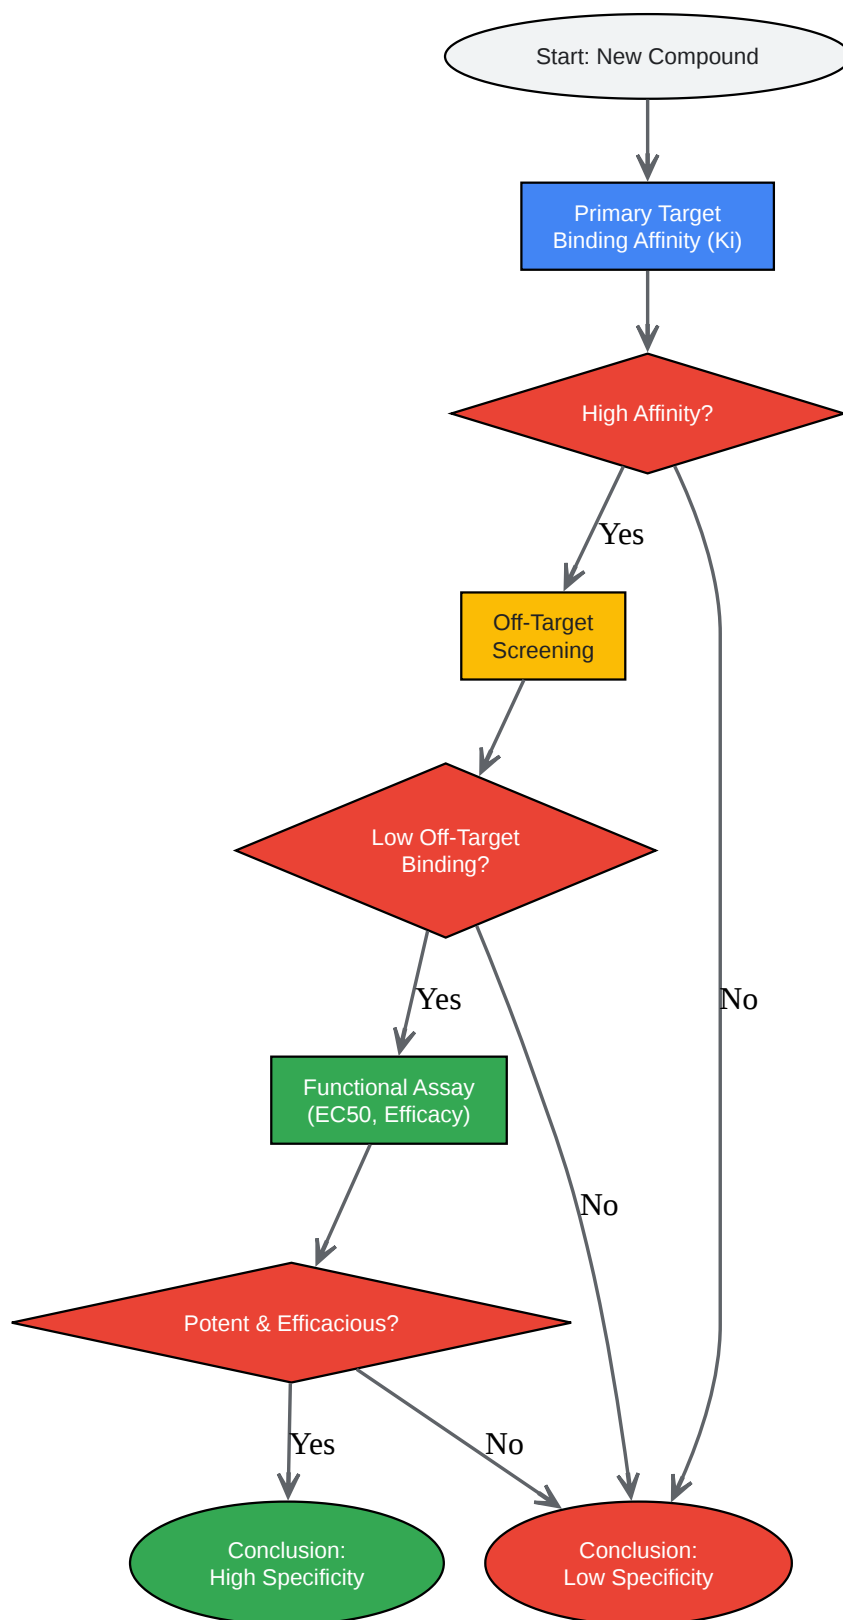 Start: New Compound
Primary Target
Binding Affinity (Ki)
High Affinity?
Yes
Off-Target
Screening
Low Off-Target
Binding?
Yes
No
Functional Assay
(EC50, Efficacy)
No
Potent & Efficacious?
Yes
No
Conclusion:
High Specificity
Conclusion:
Low Specificity